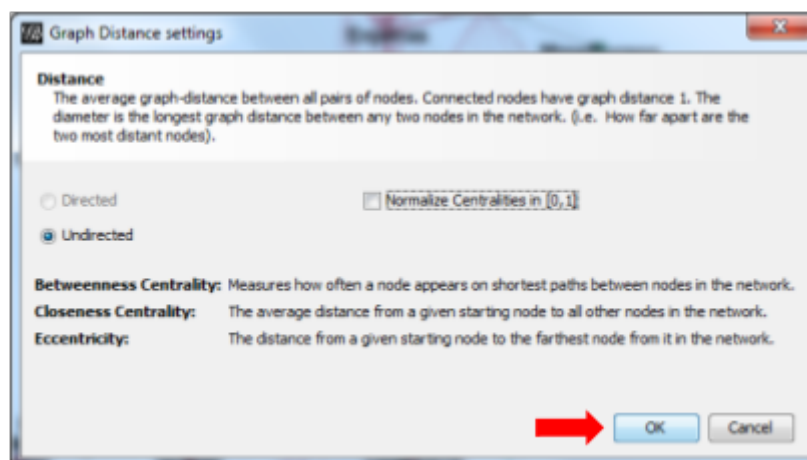 Graph Distance settings
Distance
The average graph-distance between all pairs of nodes. Connected nodes have graph distance 1. The
diameter is the longest graph distance between any two nodes in the network. (i.e. How far apart are the
two most distant nodes).
Directed
Normalize Centralities in [0,1]
Undirected
Betweenness Centrality: Measures how often a node appears on shortest paths between nodes in the network.
Closeness Centrality: The average distance from a given starting node to all other nodes in the network.
Eccentricity: The distance from a given starting node to the farthest node from it in the network.
OK Cancel